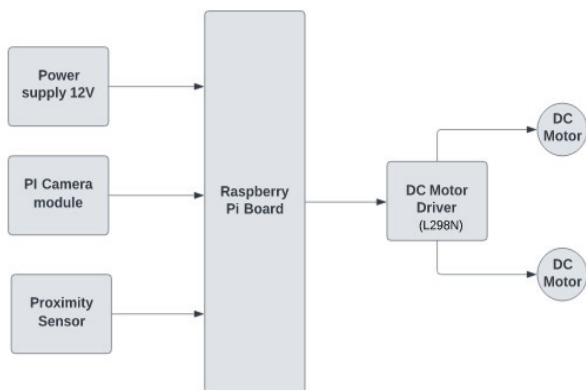 Power
supply 12V
PI Camera
module
Proximity
Sensor
Raspberry
Pi Board
DC Motor
Driver
(L298N)
DC
Motor
DC
Motor